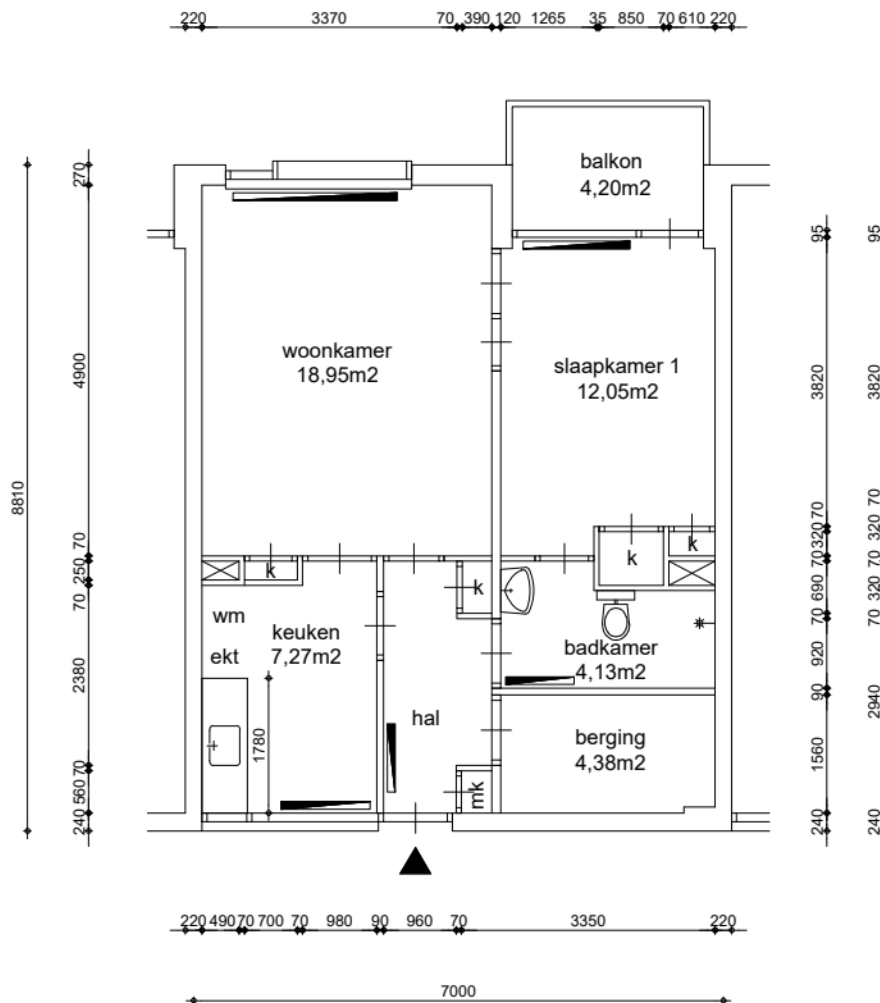 220 3370 70 390 120 1265 35 850 70 610 220
balkon
4,20m2
270
4900
70
250
70
2380
70
560
240
8810
95
3820
70
320
70
690
70
920
90
1560
240
95
3820
70
320
70
320
70
2940
240
woonkamer
18,95m2
slaapkamer 1
12,05m2
k
k
k
k
wm
ekt
keuken
7,27m2
badkamer
4,13m2
hal
1780
berging
4,38m2
mk
220 490 70 700 70 980 90 960 70 3350 220
7000